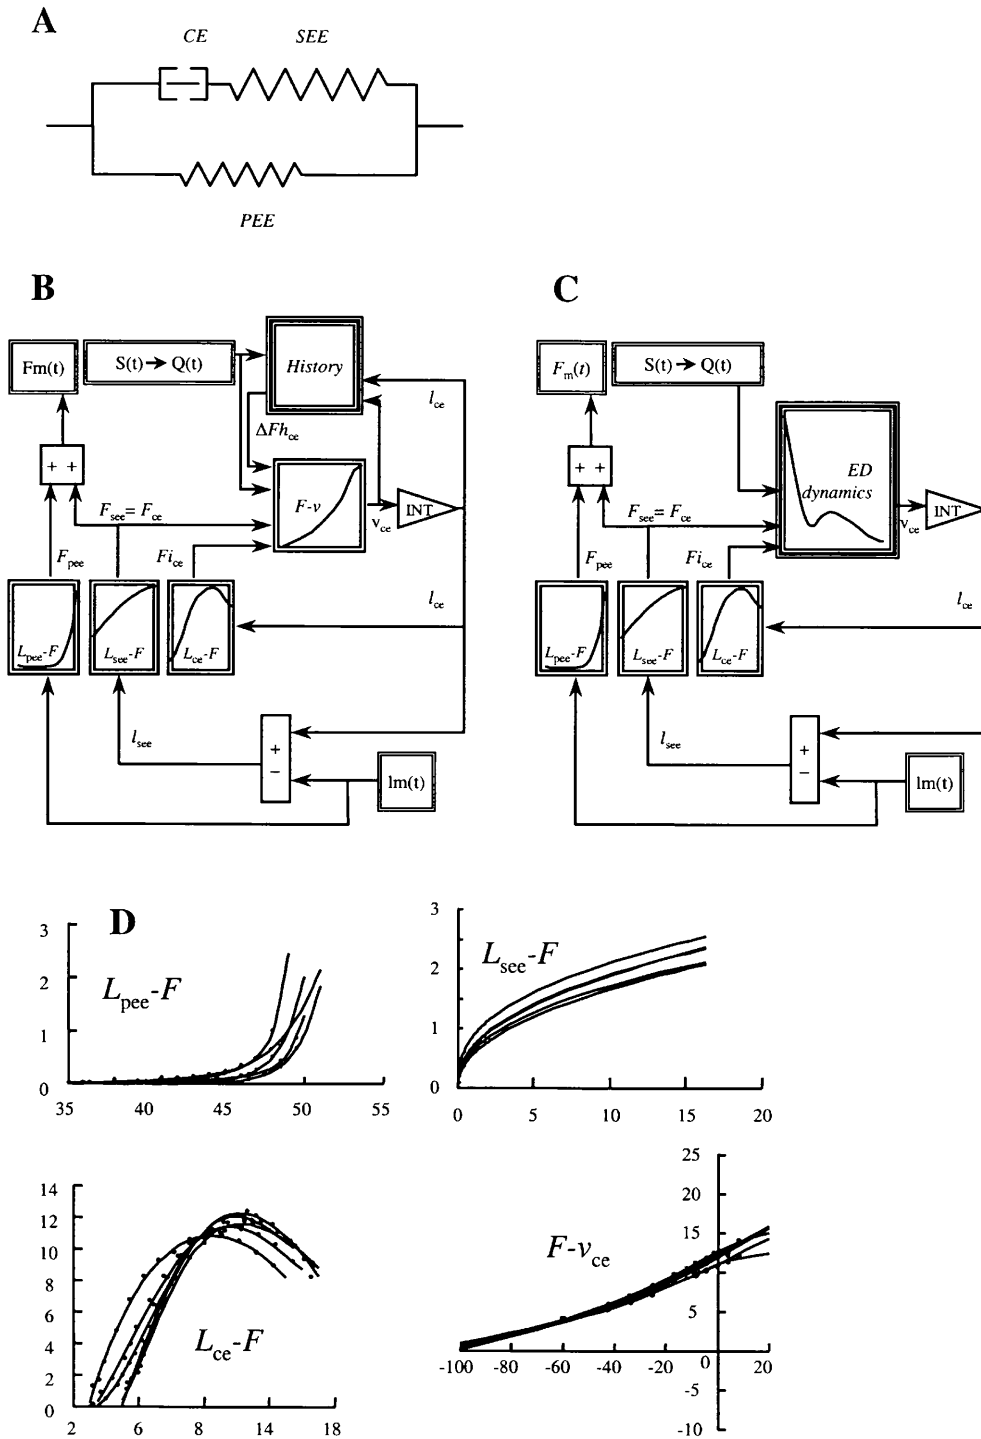 A
CE SEE
PEE
B
Fm(t)
S(t) → Q(t)
History
l_ce
ΔFh_ce
+ +
F_see = F_ce
F-v
v_ce
INT
F_pee
Fi_ce
L_pee-F
L_see-F
L_ce-F
l_ce
l_see
+
−
lm(t)
C
F_m(t)
S(t) → Q(t)
ED
dynamics
+ +
F_see = F_ce
v_ce
INT
F_pee
Fi_ce
L_pee-F
L_see-F
L_ce-F
l_ce
l_see
+
−
lm(t)
D
L_pee-F
3
2
1
0
35 40 45 50 55
L_see-F
3
2
1
0
0 5 10 15 20
L_ce-F
14
12
10
8
6
4
2
0
2 6 8 14 18
F-v_ce
25
20
15
5
-100 -80 -60 -40 -20 0 20
-5
-10